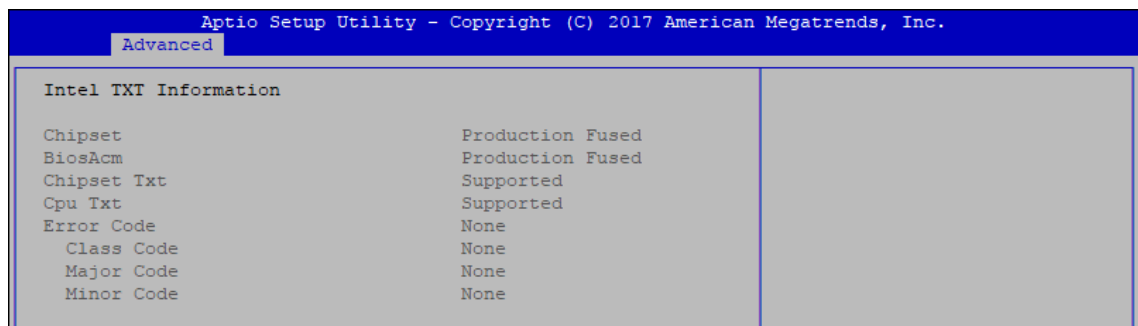 Aptio Setup Utility - Copyright (C) 2017 American Megatrends, Inc.
Advanced
Intel TXT Information
Chipset Production Fused
BiosAcm Production Fused
Chipset Txt Supported
Cpu Txt Supported
Error Code None
Class Code None
Major Code None
Minor Code None